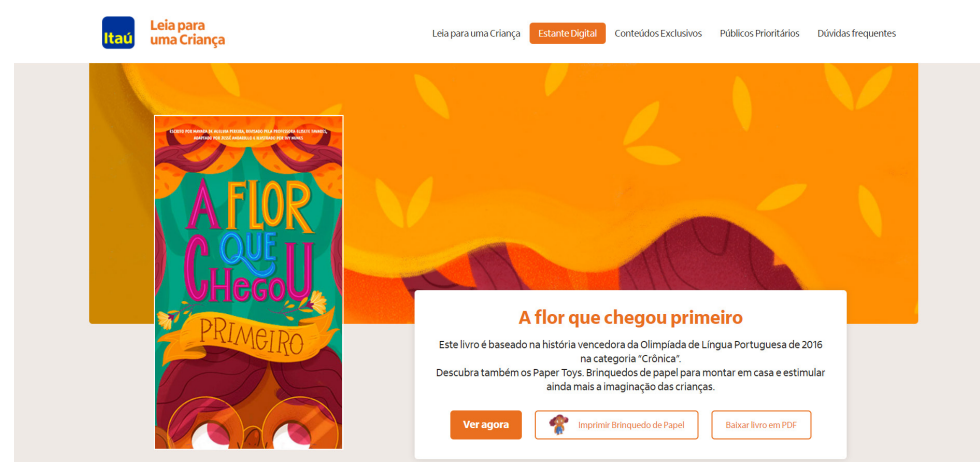 Itaú
Leia para
uma Criança
Leia para uma Criança
Estante Digital
Conteúdos Exclusivos
Públicos Prioritários
Dúvidas frequentes
A FLOR
QUE
CHEGOU
PRIMEIRO
A flor que chegou primeiro
Este livro é baseado na história vencedora da Olimpíada de Língua Portuguesa de 2016
na categoria “Crônica”.
Descubra também os Paper Toys. Brinquedos de papel para montar em casa e estimular
ainda mais a imaginação das crianças.
Ver agora
Imprimir Brinquedo de Papel
Baixar livro em PDF